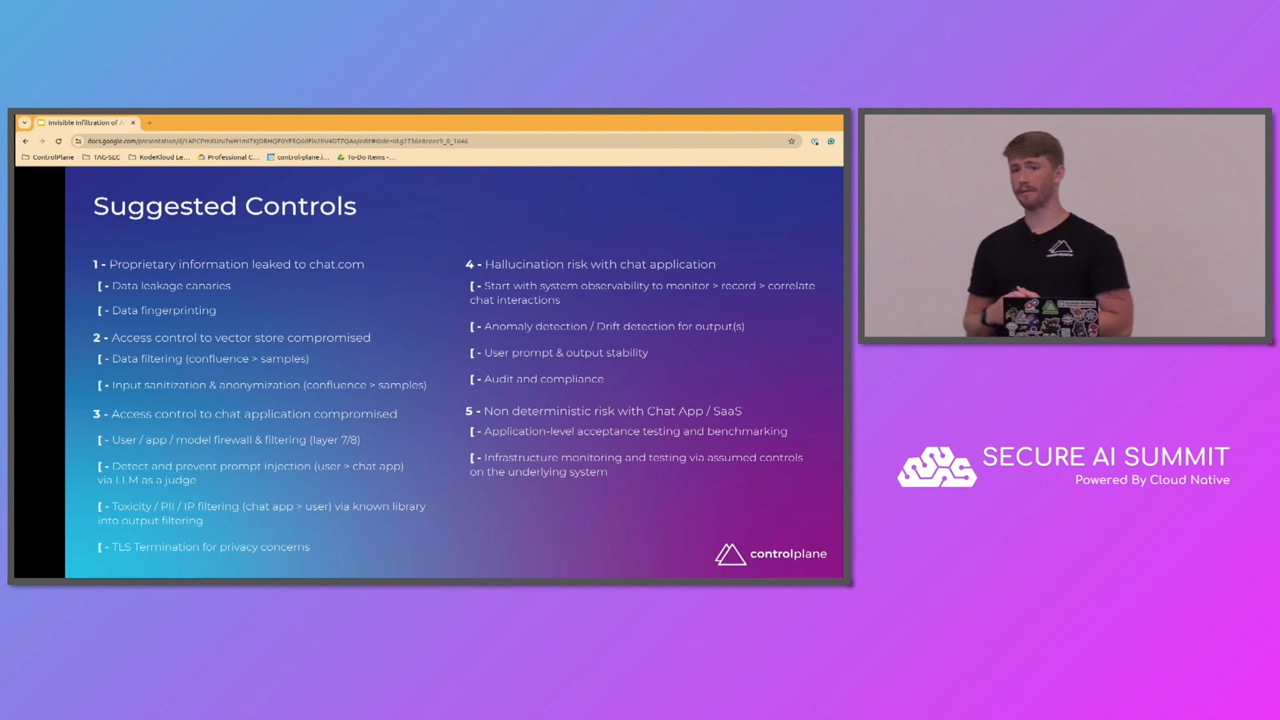 Invisible Infiltration of A
ControlPlane
TAG-SLC
KodeKloud Le...
Professional C...
control-plane.i...
To-Do Items -...
Suggested Controls
1 - Proprietary information leaked to chat.com
[ - Data leakage canaries
[ - Data fingerprinting
2 - Access control to vector store compromised
[ - Data filtering (confluence > samples)
[ - Input sanitization & anonymization (confluence > samples)
3 - Access control to chat application compromised
[ - User / app / model firewall & filtering (layer 7/8)
[ - Detect and prevent prompt injection (user > chat app)
via LLM as a judge
[ - Toxicity / PII / IP filtering (chat app > user) via known library
into output filtering
[ - TLS Termination for privacy concerns
4 - Hallucination risk with chat application
[ - Start with system observability to monitor > record > correlate
chat interactions
[ - Anomaly detection / Drift detection for output(s)
[ - User prompt & output stability
[ - Audit and compliance
5 - Non deterministic risk with Chat App / SaaS
[ - Application-level acceptance testing and benchmarking
[ - Infrastructure monitoring and testing via assumed controls
on the underlying system
controlplane
SECURE AI SUMMIT
Powered By Cloud Native